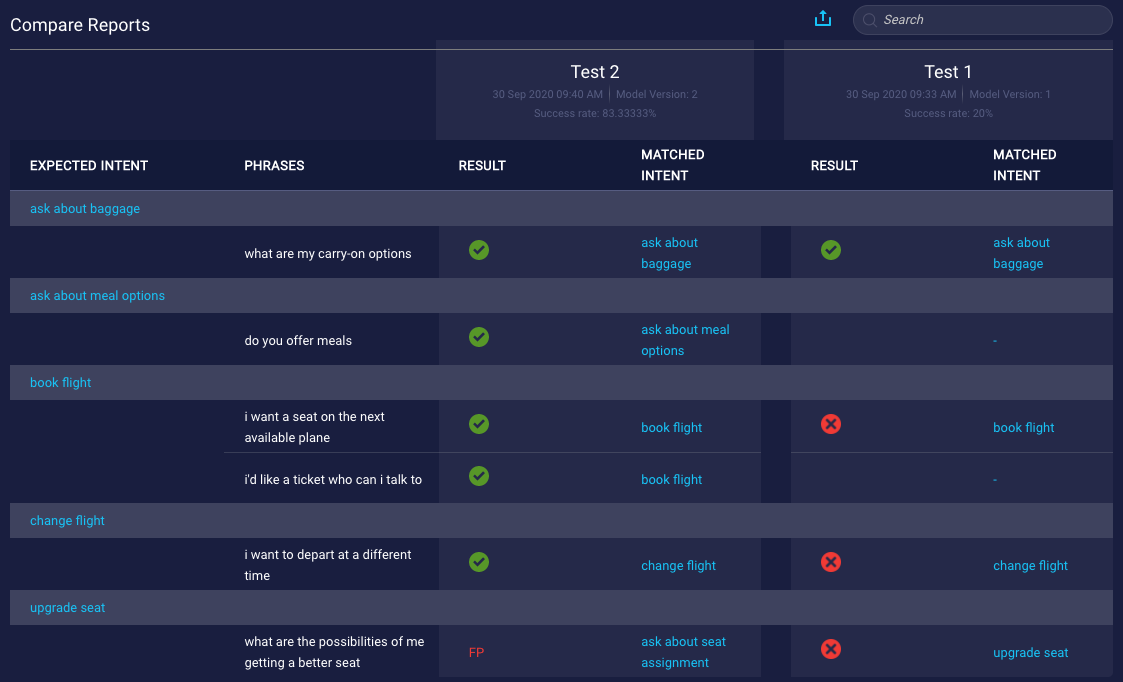 Compare Reports
Search
Test 2
30 Sep 2020 09:40 AM | Model Version: 2
Success rate: 83.33333%
Test 1
30 Sep 2020 09:33 AM | Model Version: 1
Success rate: 20%
EXPECTED INTENT
PHRASES
RESULT
MATCHED
INTENT
RESULT
MATCHED
INTENT
ask about baggage
what are my carry-on options
ask about
baggage
ask about
baggage
ask about meal options
do you offer meals
ask about meal
options
-
book flight
i want a seat on the next
available plane
book flight
book flight
i'd like a ticket who can i talk to
book flight
-
change flight
i want to depart at a different
time
change flight
change flight
upgrade seat
what are the possibilities of me
getting a better seat
FP
ask about seat
assignment
upgrade seat